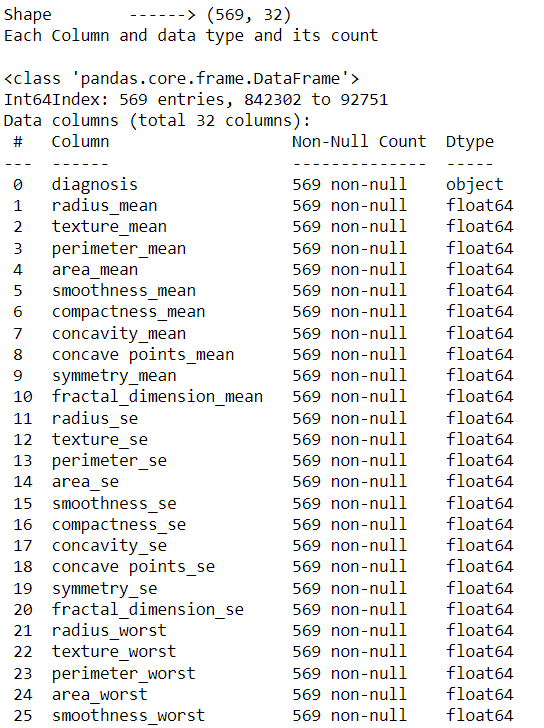 Shape ------> (569, 32)
Each Column and data type and its count
<class 'pandas.core.frame.DataFrame'>
Int64Index: 569 entries, 842302 to 92751
Data columns (total 32 columns):
# Column Non-Null Count Dtype
--- ------ -------------- -----
0 diagnosis 569 non-null object
1 radius_mean 569 non-null float64
2 texture_mean 569 non-null float64
3 perimeter_mean 569 non-null float64
4 area_mean 569 non-null float64
5 smoothness_mean 569 non-null float64
6 compactness_mean 569 non-null float64
7 concavity_mean 569 non-null float64
8 concave points_mean 569 non-null float64
9 symmetry_mean 569 non-null float64
10 fractal_dimension_mean 569 non-null float64
11 radius_se 569 non-null float64
12 texture_se 569 non-null float64
13 perimeter_se 569 non-null float64
14 area_se 569 non-null float64
15 smoothness_se 569 non-null float64
16 compactness_se 569 non-null float64
17 concavity_se 569 non-null float64
18 concave points_se 569 non-null float64
19 symmetry_se 569 non-null float64
20 fractal_dimension_se 569 non-null float64
21 radius_worst 569 non-null float64
22 texture_worst 569 non-null float64
23 perimeter_worst 569 non-null float64
24 area_worst 569 non-null float64
25 smoothness_worst 569 non-null float64